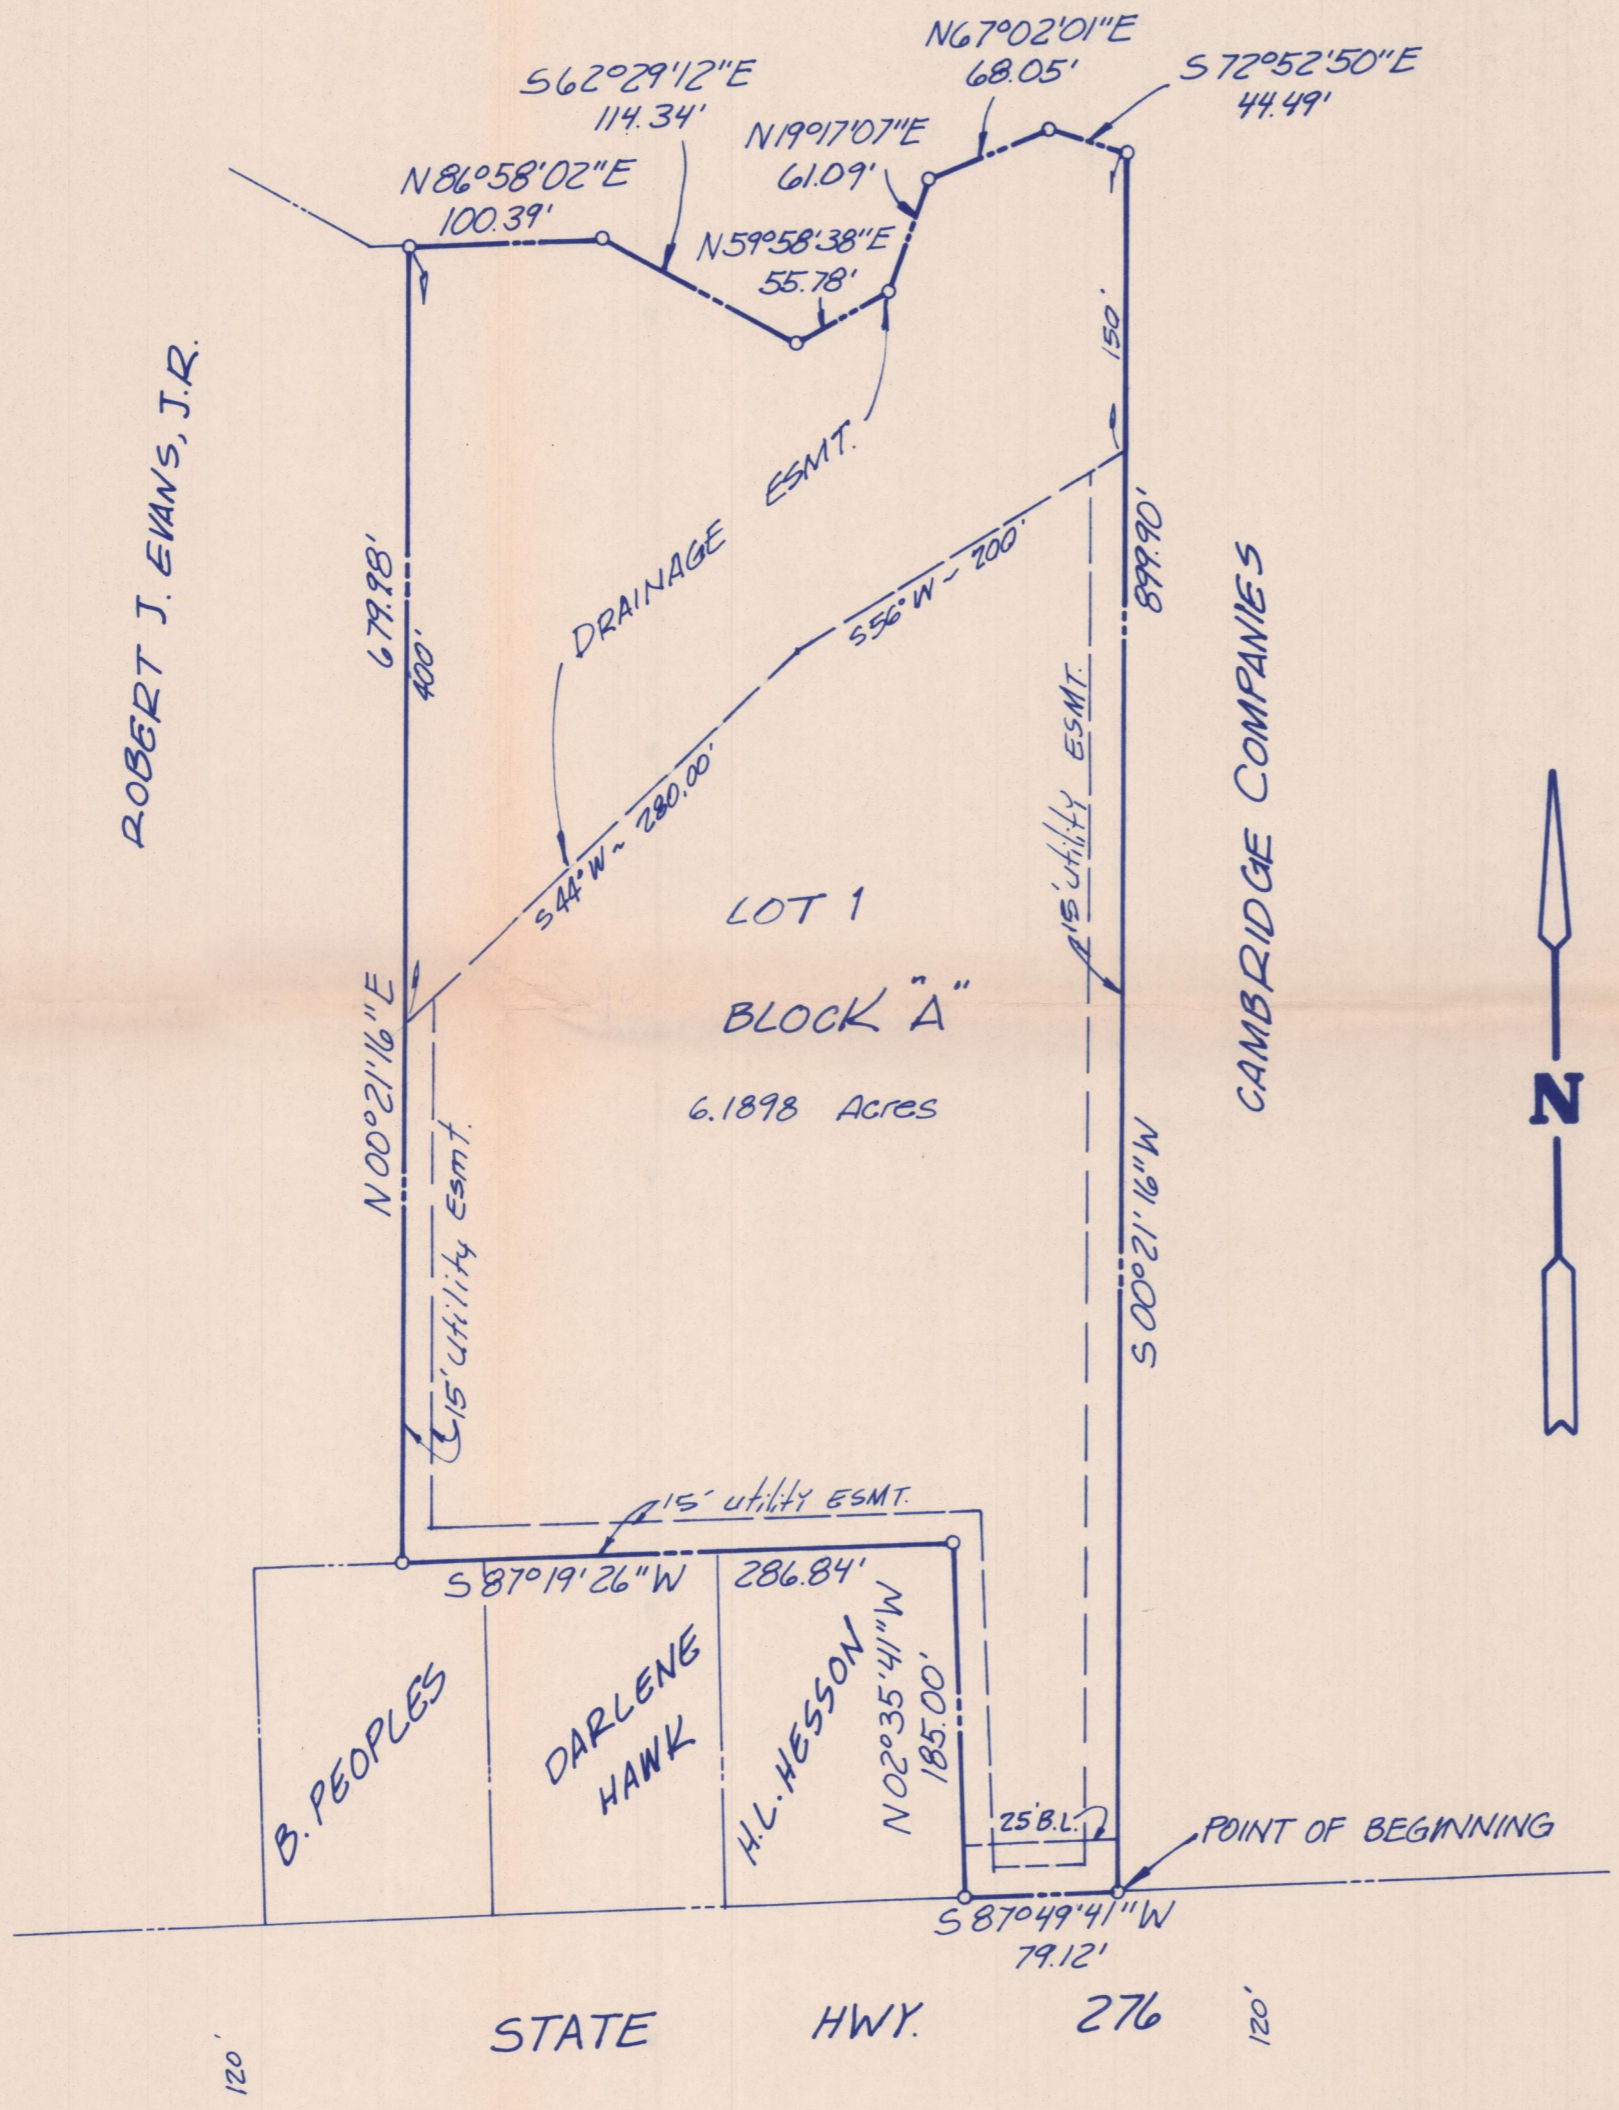 N67°02'01"E
68.05'
S72°52'50"E
44.49'
S62°29'12"E
114.34'
N19°17'07"E
61.09'
N86°58'02"E
100.39'
N59°58'38"E
55.78'
150'
ROBERT J. EVANS, J.R.
DRAINAGE ESMT.
679.98'
400'
899.90'
S56°W ~ 200'
CAMBRIDGE COMPANIES
15' utility ESMT.
S44°W ~ 280.00'
LOT 1
BLOCK "A"
6.1898 Acres
N
N00°21'16"E
S00°21'16"W
15' utility Esmt.
15' utility ESMT.
S87°19'26"W 286.84'
N02°35'41"W
185.00'
B. PEOPLES
DARLENE
HAWK
H.L. HESSON
25' B.L.
POINT OF BEGINNING
S87°49'41"W
79.12'
STATE HWY. 276
120'
120'